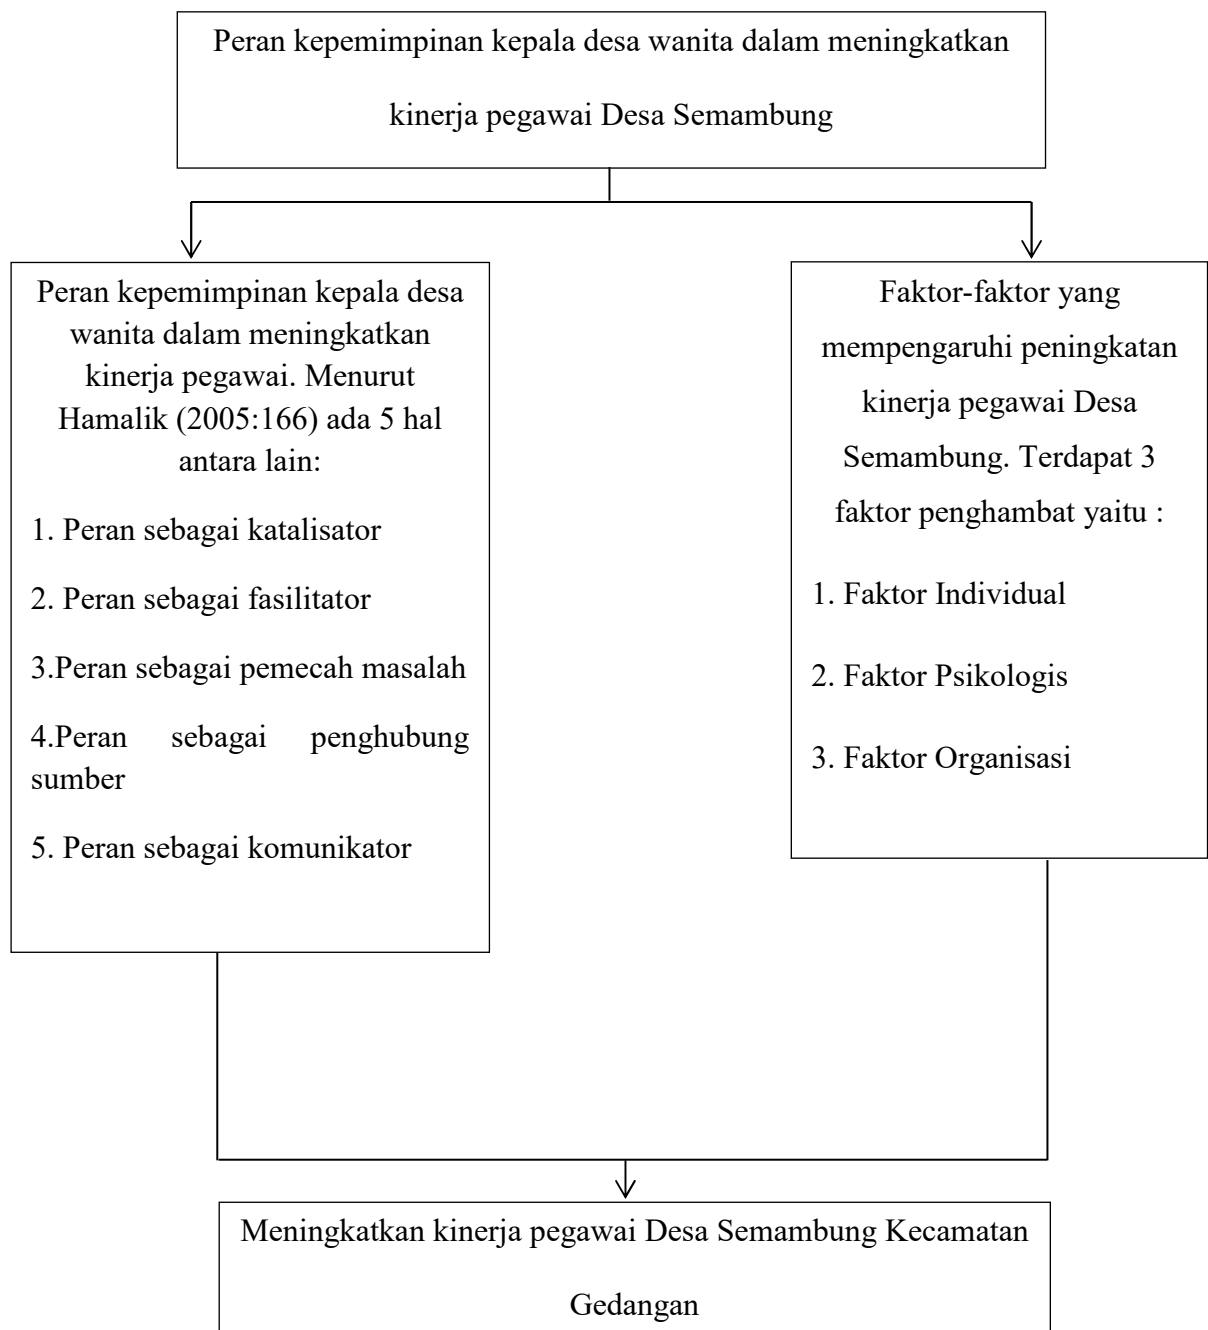 Peran kepemimpinan kepala desa wanita dalam meningkatkan
kinerja pegawai Desa Semambung
Peran kepemimpinan kepala desa
wanita dalam meningkatkan
kinerja pegawai. Menurut
Hamalik (2005:166) ada 5 hal
antara lain:
1. Peran sebagai katalisator
2. Peran sebagai fasilitator
3.Peran sebagai pemecah masalah
4.Peran sebagai penghubung
sumber
5. Peran sebagai komunikator
Faktor-faktor yang
mempengaruhi peningkatan
kinerja pegawai Desa
Semambung. Terdapat 3
faktor penghambat yaitu :
1. Faktor Individual
2. Faktor Psikologis
3. Faktor Organisasi
Meningkatkan kinerja pegawai Desa Semambung Kecamatan
Gedangan